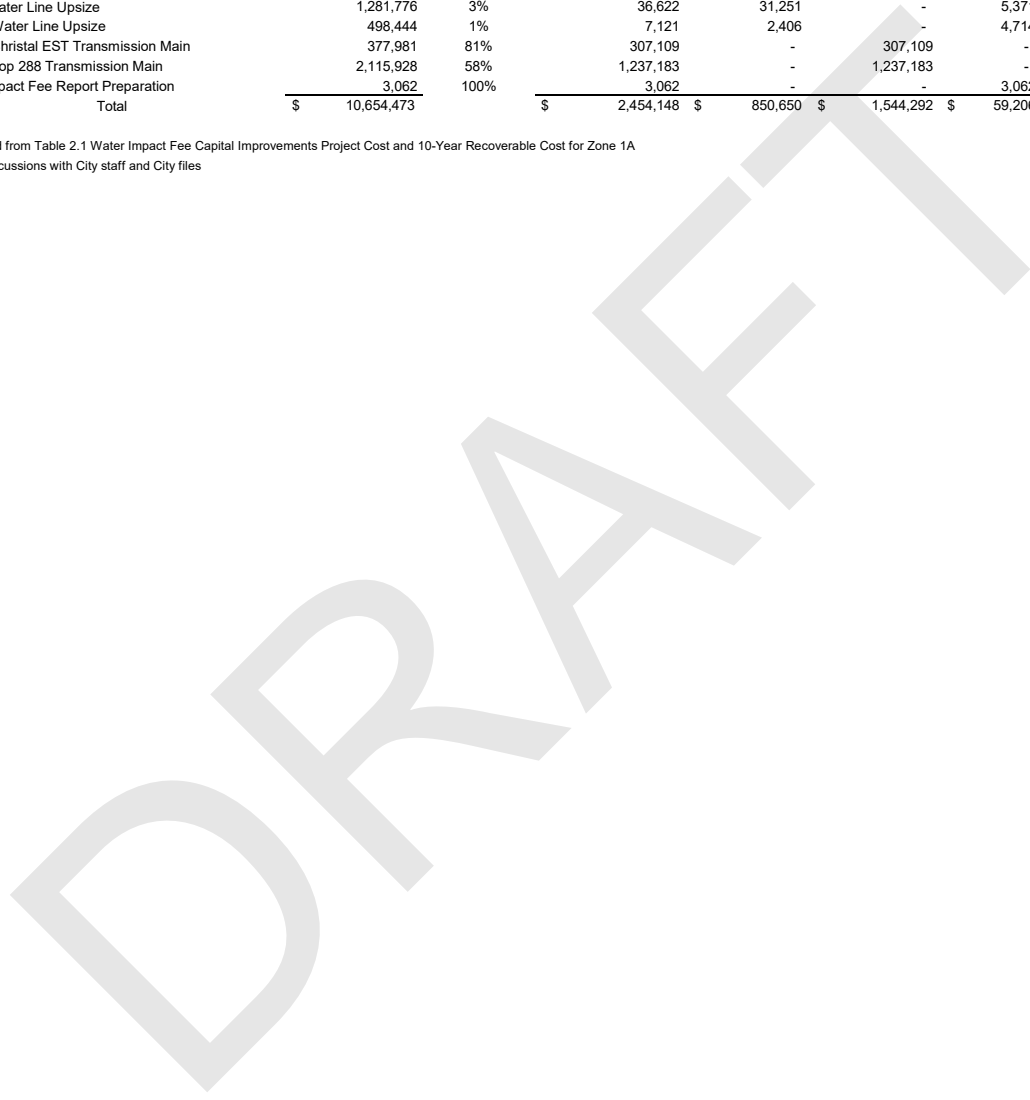 ater Line Upsize 1,281,776 3% 36,622 31,251 - 5,371
Water Line Upsize 498,444 1% 7,121 2,406 - 4,714
hristal EST Transmission Main 377,981 81% 307,109 - 307,109 -
op 288 Transmission Main 2,115,928 58% 1,237,183 - 1,237,183 -
pact Fee Report Preparation 3,062 100% 3,062 - - 3,062
Total $ 10,654,473 $ 2,454,148 $ 850,650 $ 1,544,292 $ 59,206
from Table 2.1 Water Impact Fee Capital Improvements Project Cost and 10-Year Recoverable Cost for Zone 1A
cussions with City staff and City files
DRAFT